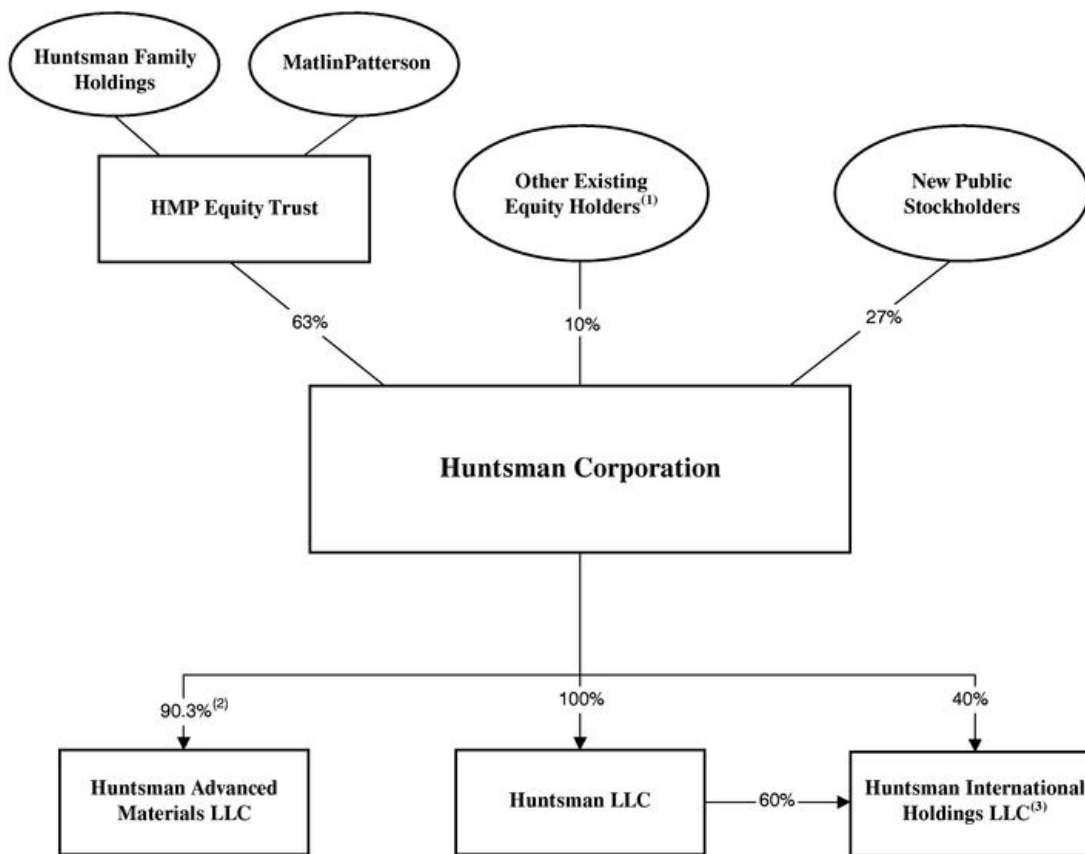 Huntsman Family
Holdings
MatlinPatterson
HMP Equity Trust
Other Existing
Equity Holders(1)
New Public
Stockholders
63%
10%
27%
Huntsman Corporation
90.3%(2)
100%
40%
Huntsman Advanced
Materials LLC
Huntsman LLC
60%
Huntsman International
Holdings LLC(3)